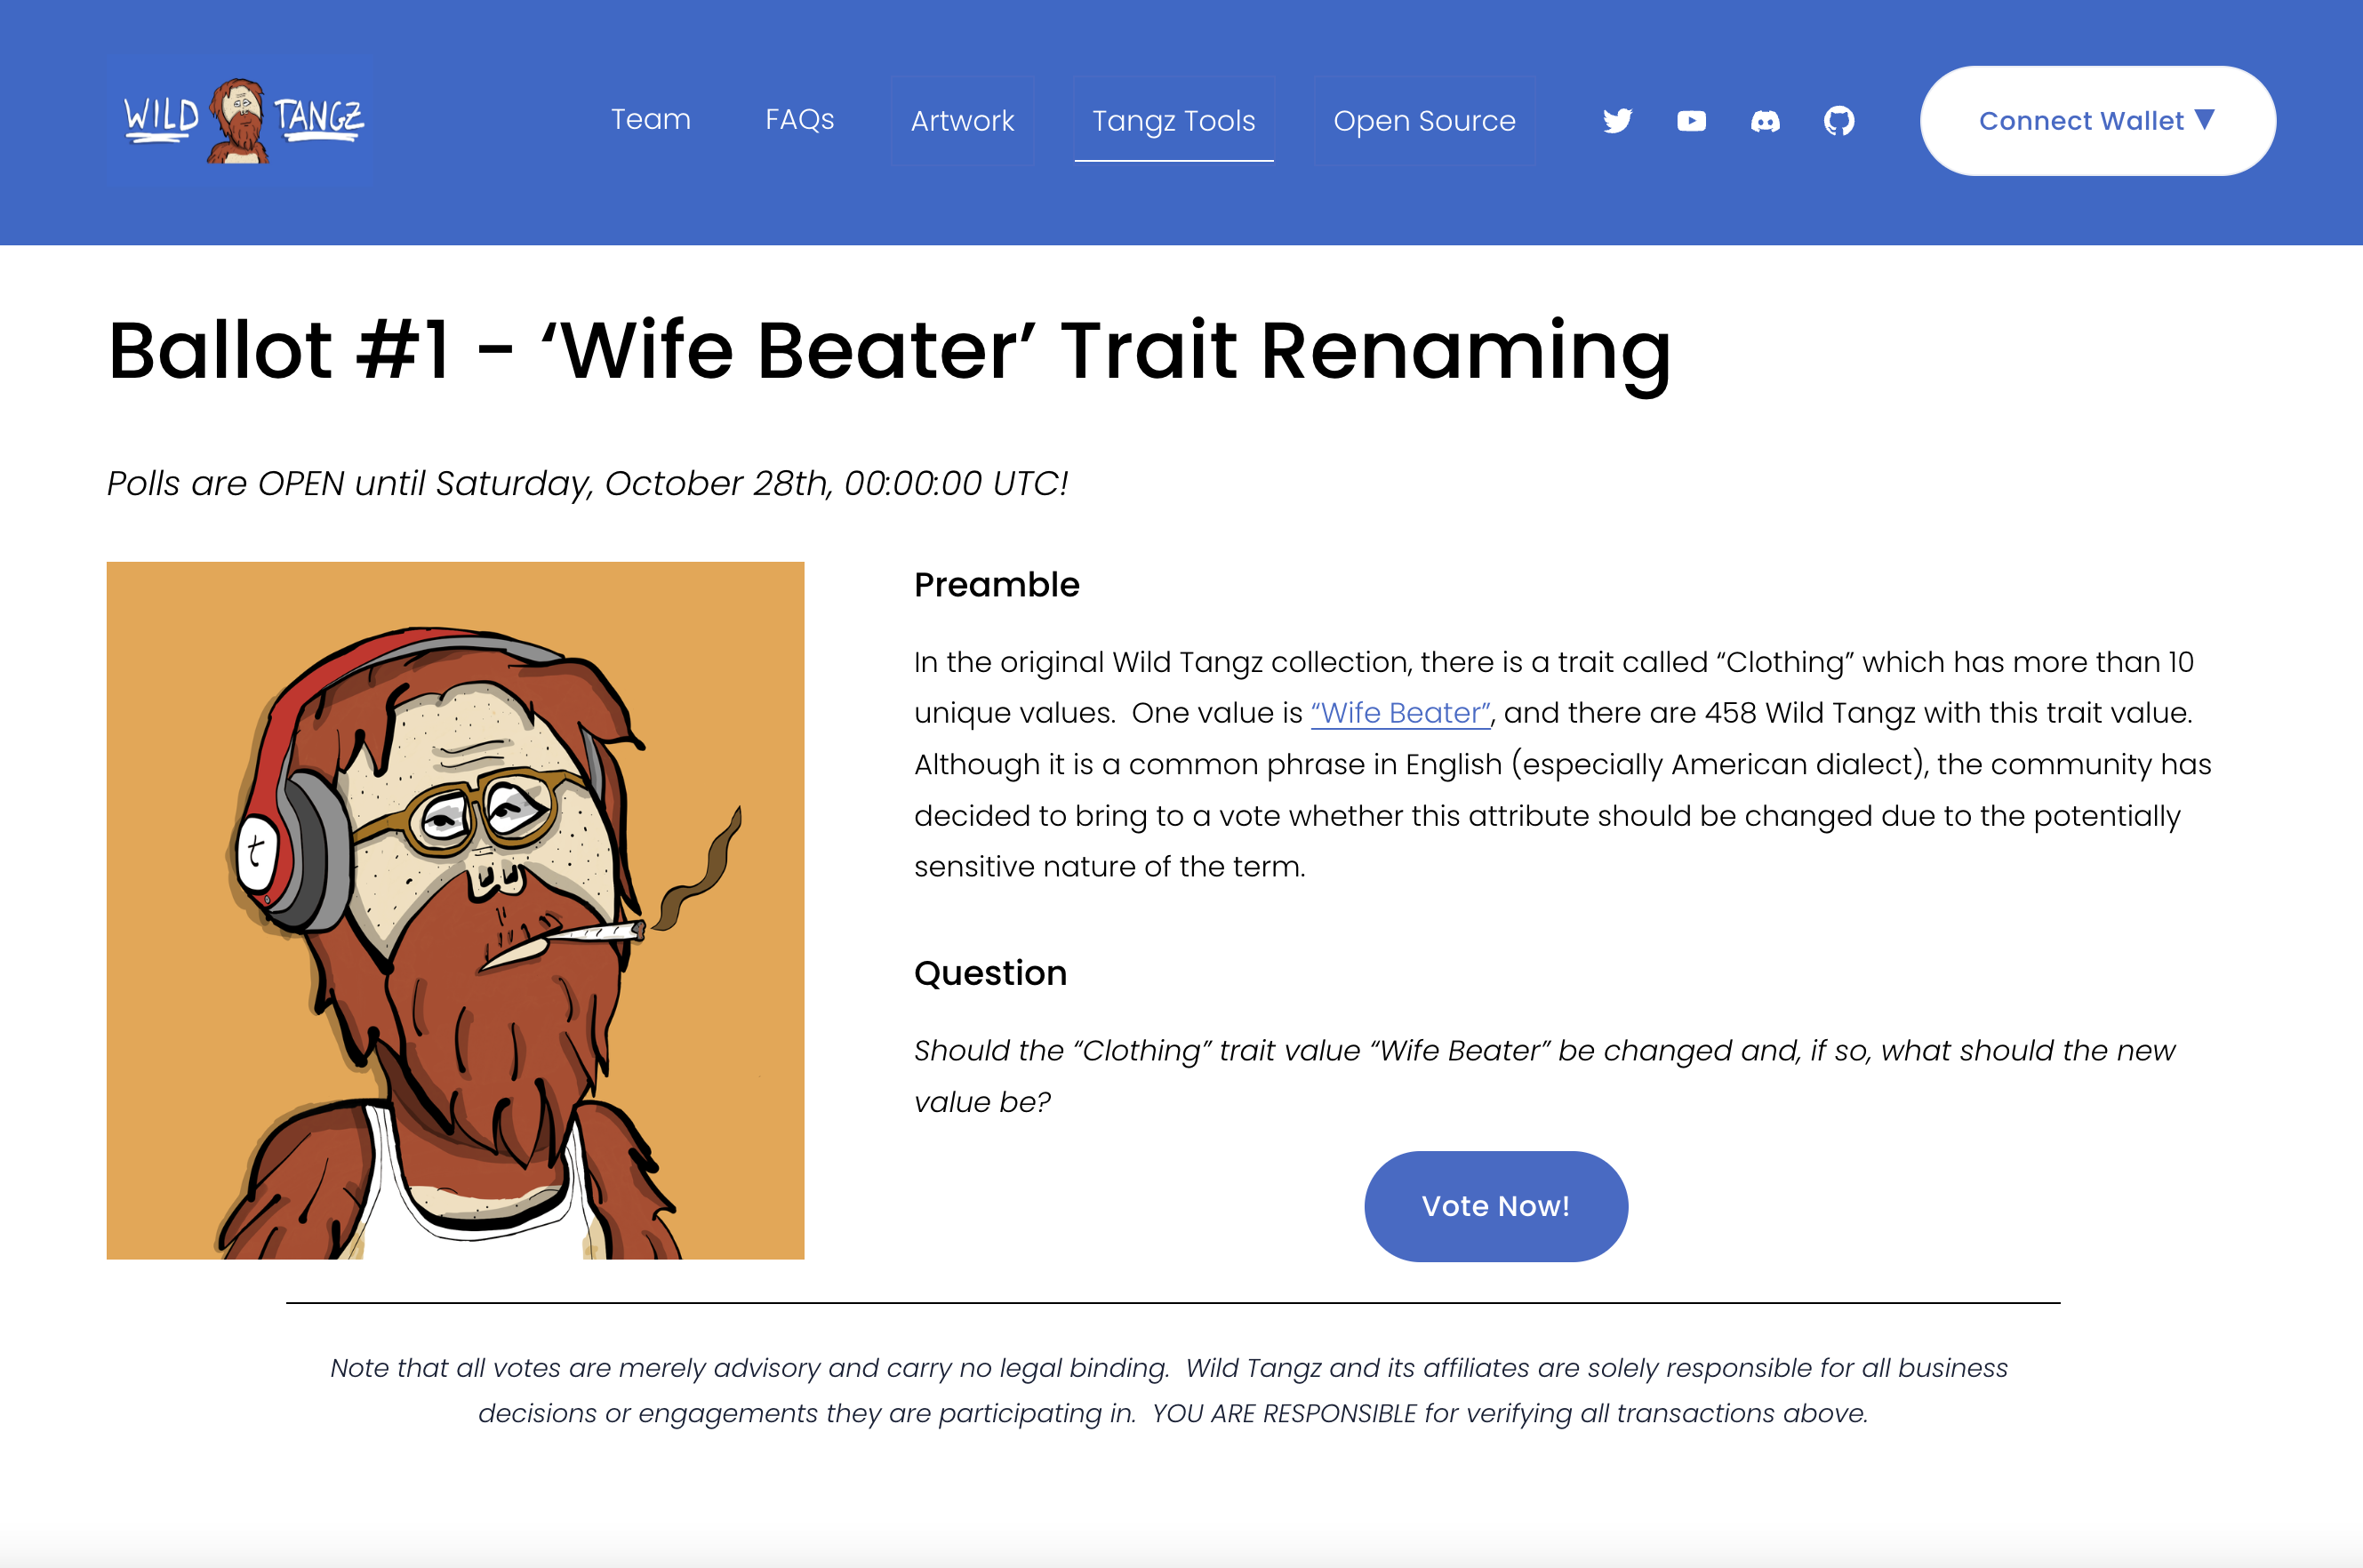 WILD TANGZ
Team
FAQs
Artwork
Tangz Tools
Open Source
Connect Wallet ▼
Ballot #1 - ‘Wife Beater’ Trait Renaming
Polls are OPEN until Saturday, October 28th, 00:00:00 UTC!
t
Preamble
In the original Wild Tangz collection, there is a trait called “Clothing” which has more than 10
unique values.  One value is “Wife Beater”, and there are 458 Wild Tangz with this trait value.
Although it is a common phrase in English (especially American dialect), the community has
decided to bring to a vote whether this attribute should be changed due to the potentially
sensitive nature of the term.
Question
Should the “Clothing” trait value “Wife Beater” be changed and, if so, what should the new
value be?
Vote Now!
Note that all votes are merely advisory and carry no legal binding.  Wild Tangz and its affiliates are solely responsible for all business
decisions or engagements they are participating in.  YOU ARE RESPONSIBLE for verifying all transactions above.